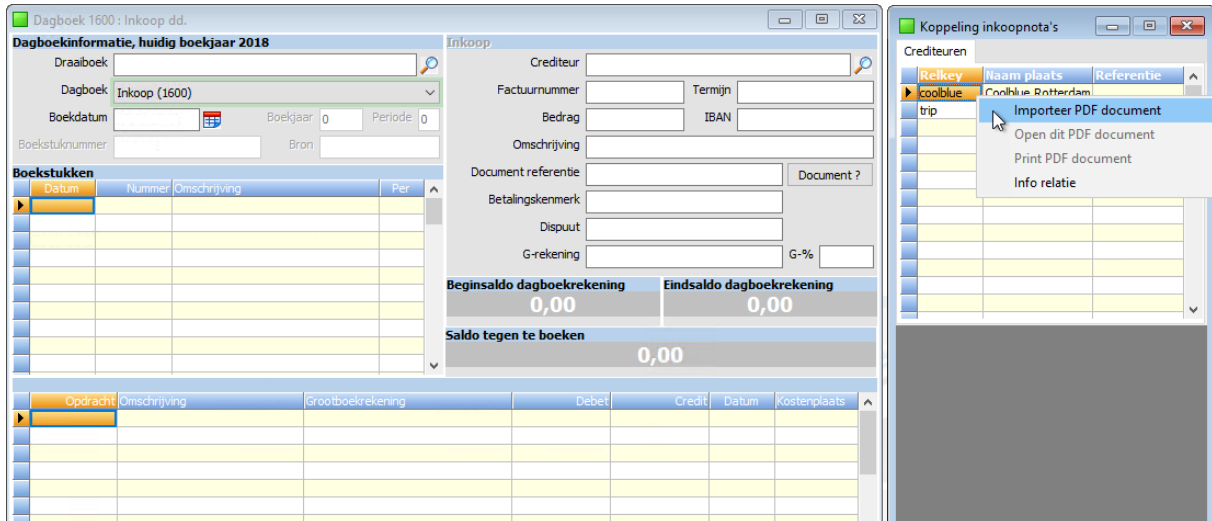 Dagboek 1600 : Inkoop dd.
Dagboekinformatie, huidig boekjaar 2018
Draaiboek
Dagboek Inkoop (1600)
Boekdatum Boekjaar 0 Periode 0
Boekstuknummer Bron
Boekstukken
Datum Nummer Omschrijving Per
Inkoop
Crediteur
Factuurnummer Termijn
Bedrag IBAN
Omschrijving
Document referentie Document ?
Betalingskenmerk
Dispuut
G-rekening G-%
Beginsaldo dagboekrekening Eindsaldo dagboekrekening
0,00 0,00
Saldo tegen te boeken
0,00
Opdracht Omschrijving Grootboekrekening Debet Credit Datum Kostenplaats
Koppeling inkoopnota's
Crediteuren
Relkey Naam plaats Referentie
coolblue Coolblue Rotterdam
trip
Importeer PDF document
Open dit PDF document
Print PDF document
Info relatie